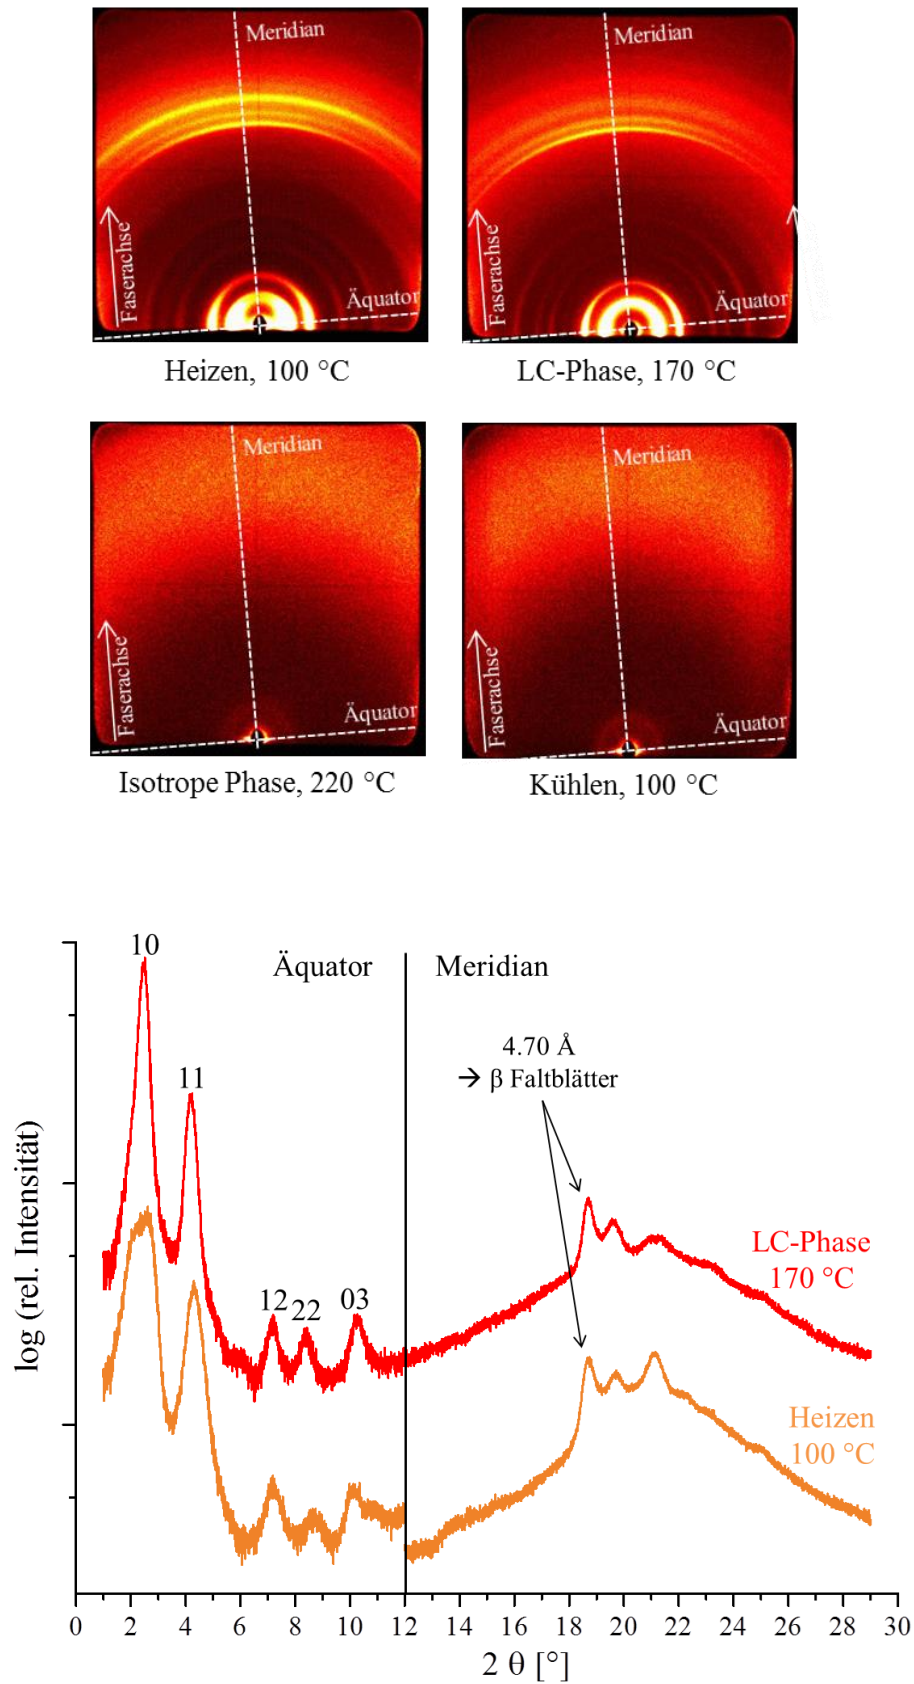 Meridian
Faserachse
Äquator
Heizen, 100 °C
Meridian
Faserachse
Äquator
LC-Phase, 170 °C
Meridian
Faserachse
Äquator
Isotrope Phase, 220 °C
Meridian
Faserachse
Äquator
Kühlen, 100 °C
10
Äquator
Meridian
11
4.70 Å
→ β Faltblätter
12
22
03
LC-Phase
170 °C
Heizen
100 °C
log (rel. Intensität)
0 2 4 6 8 10 12 14 16 18 20 22 24 26 28 30
2 θ [°]